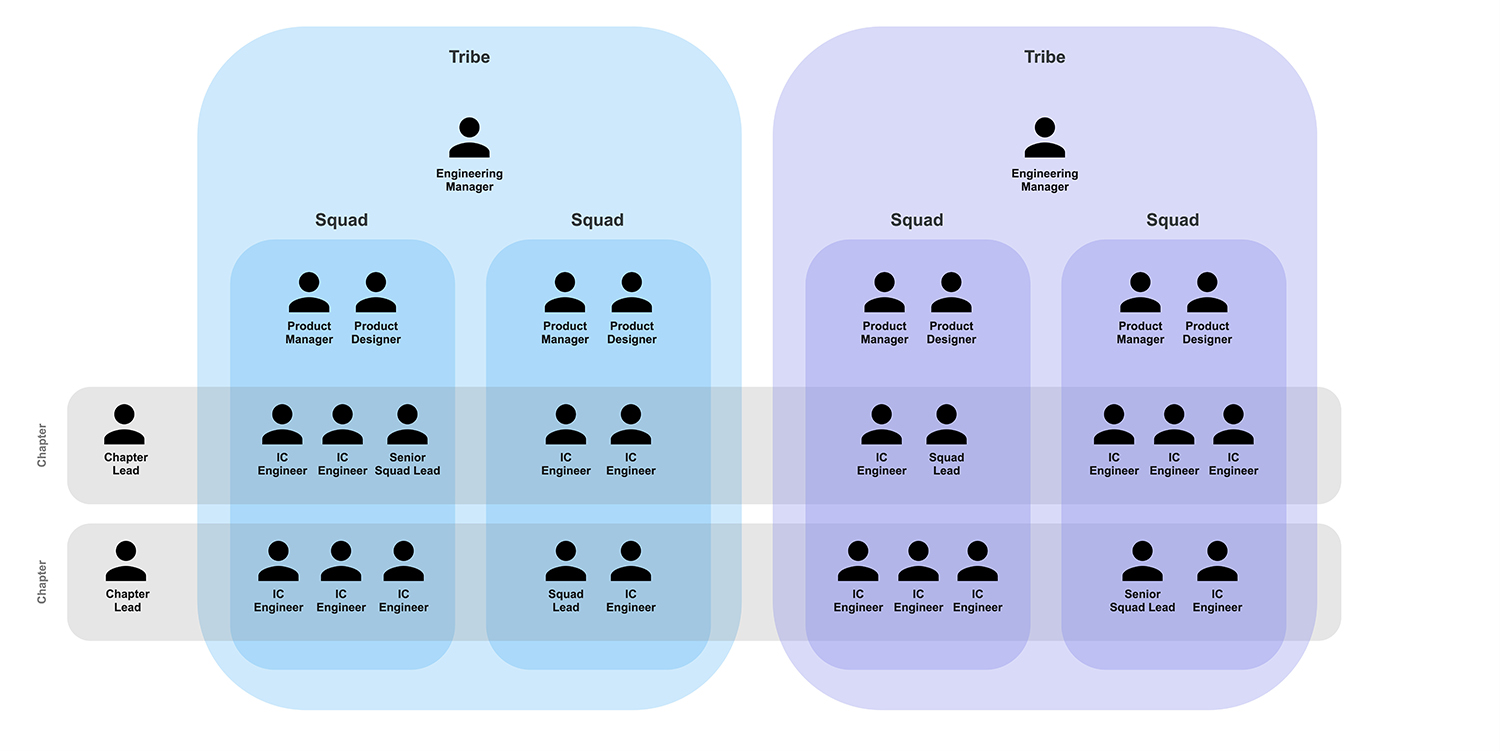 Tribe
Tribe
Engineering
Manager
Engineering
Manager
Squad
Squad
Squad
Squad
Product
Manager
Product
Designer
Product
Manager
Product
Designer
Product
Manager
Product
Designer
Product
Manager
Product
Designer
Chapter
Chapter
Lead
IC
Engineer
IC
Engineer
Senior
Squad Lead
IC
Engineer
IC
Engineer
IC
Engineer
Squad
Lead
IC
Engineer
IC
Engineer
IC
Engineer
Chapter
Chapter
Lead
IC
Engineer
IC
Engineer
IC
Engineer
Squad
Lead
IC
Engineer
IC
Engineer
IC
Engineer
IC
Engineer
Senior
Squad Lead
IC
Engineer